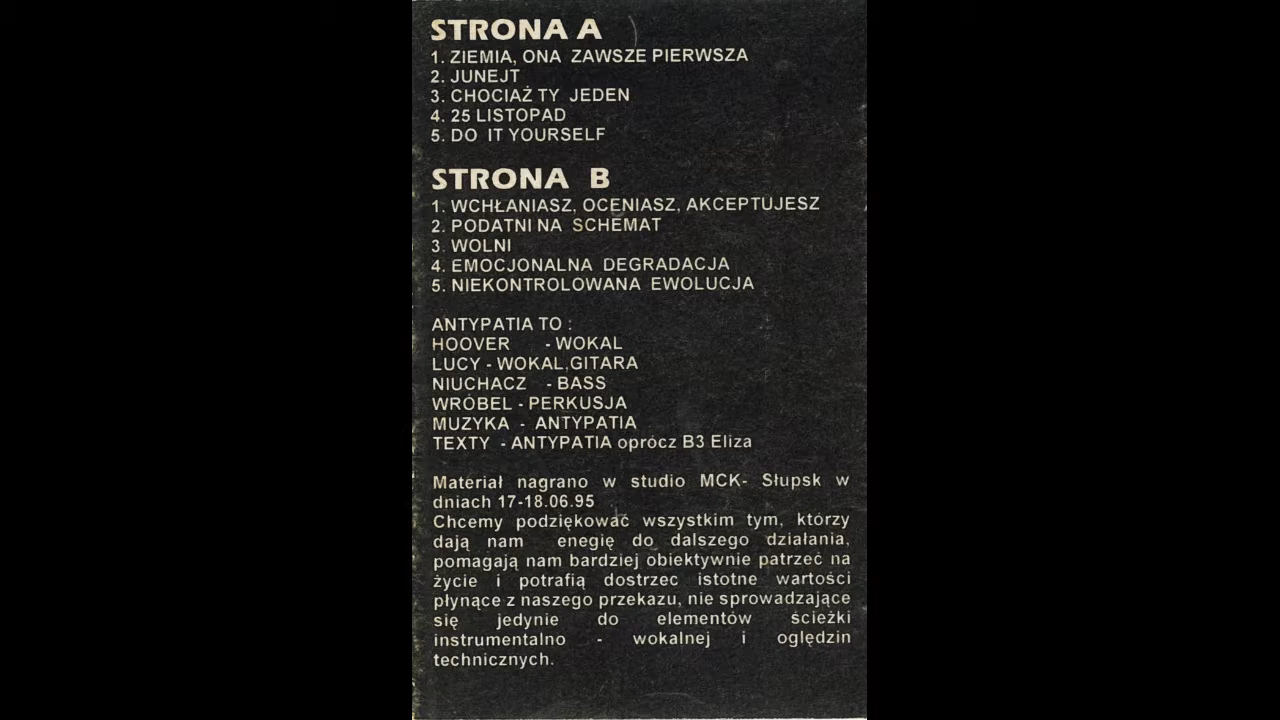 STRONA A
1. ZIEMIA, ONA ZAWSZE PIERWSZA
2. JUNEJT
3. CHOCIAŻ TY JEDEN
4. 25 LISTOPAD
5. DO IT YOURSELF
STRONA B
1. WCHŁANIASZ, OCENIASZ, AKCEPTUJESZ
2. PODATNI NA SCHEMAT
3. WOLNI
4. EMOCJONALNA DEGRADACJA
5. NIEKONTROLOWANA EWOLUCJA
ANTYPATIA TO :
HOOVER - WOKAL
LUCY - WOKAL,GITARA
NIUCHACZ - BASS
WRÓBEL - PERKUSJA
MUZYKA - ANTYPATIA
TEXTY - ANTYPATIA oprócz B3 Eliza
Materiał nagrano w studio MCK- Słupsk w
dniach 17-18.06.95
Chcemy podziękować wszystkim tym, którzy
dają nam enegię do dalszego działania,
pomagają nam bardziej obiektywnie patrzeć na
życie i potrafią dostrzec istotne wartości
płynące z naszego przekazu, nie sprowadzające
się jedynie do elementów ścieżki
instrumentalno - wokalnej i oględzin
technicznych.